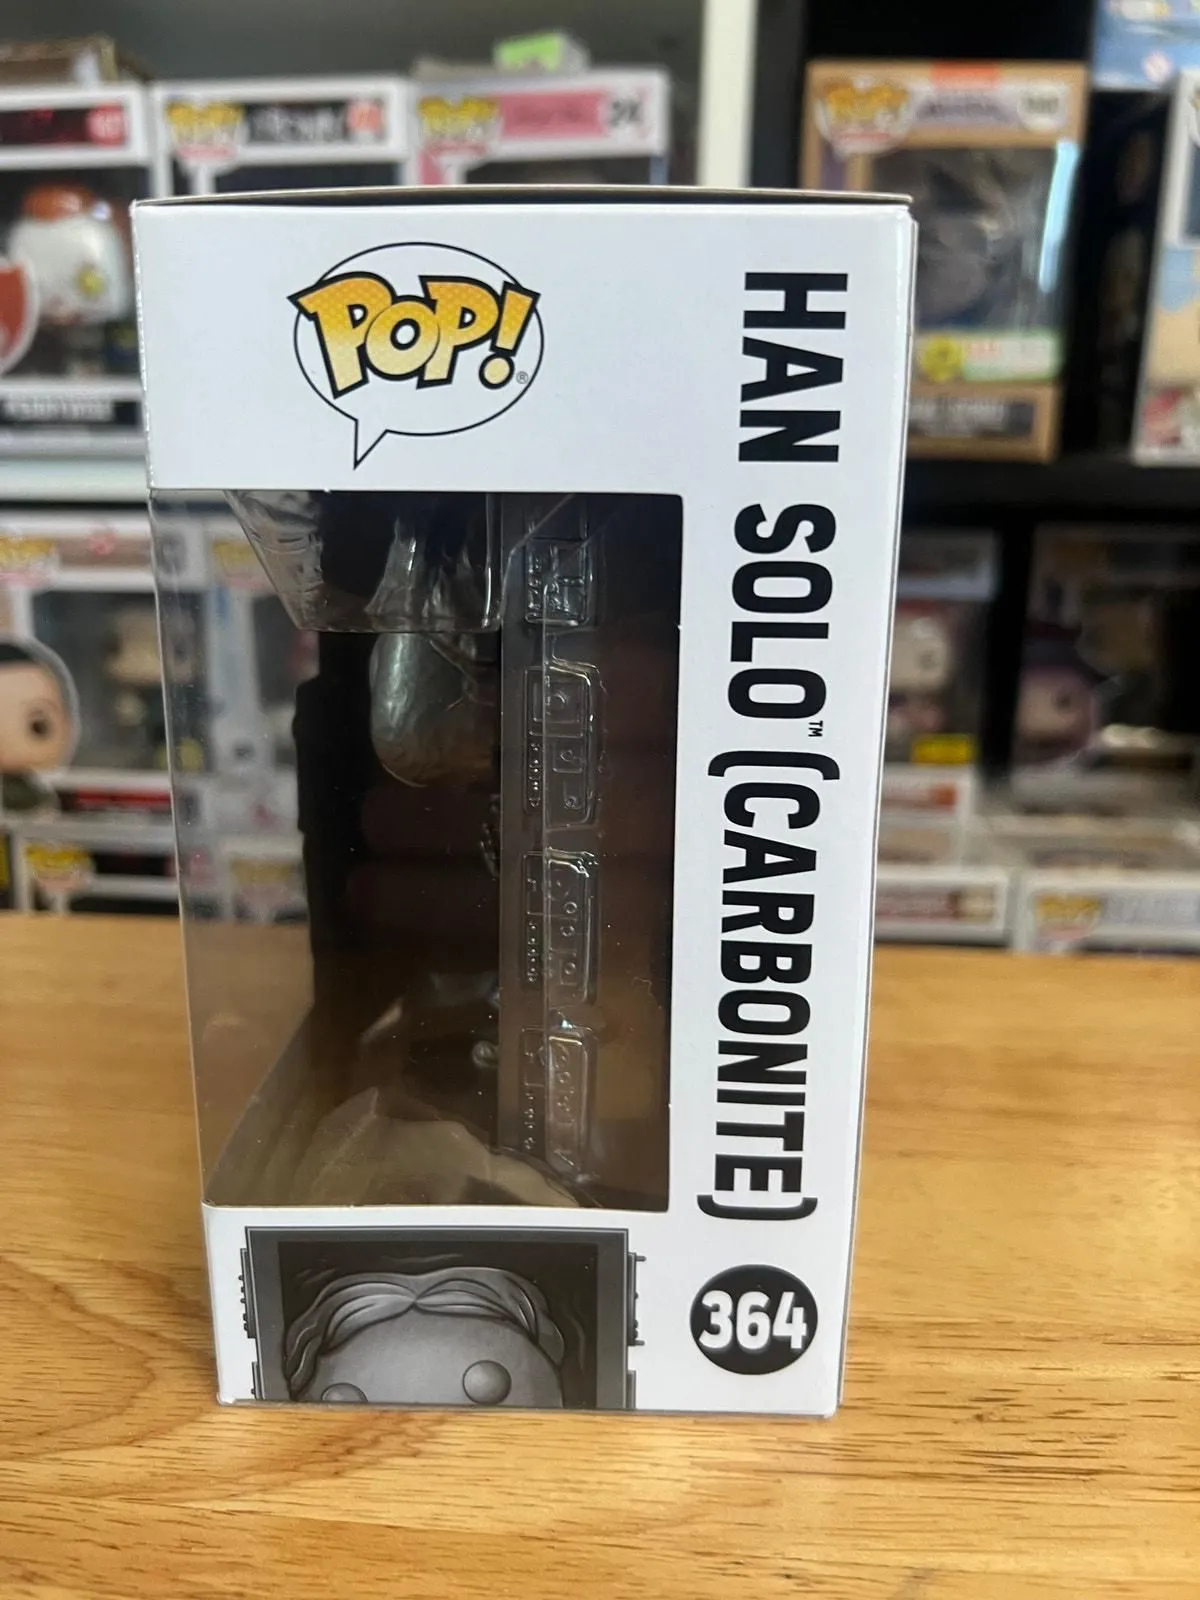 POP!®
HAN SOLO™ (CARBONITE)
364